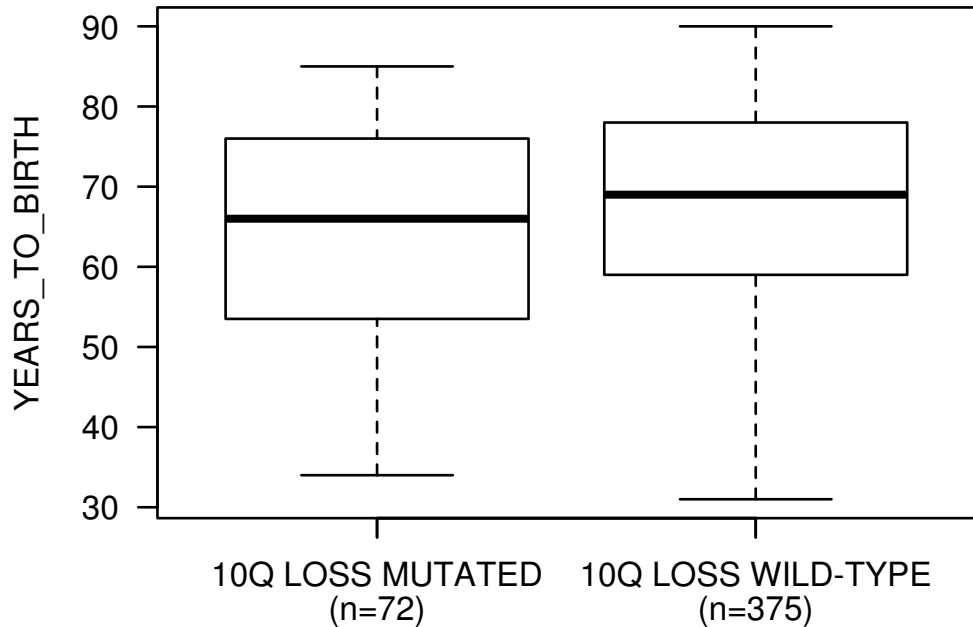 YEARS_TO_BIRTH
90
80
70
60
50
40
30
10Q LOSS MUTATED
(n=72)
10Q LOSS WILD-TYPE
(n=375)